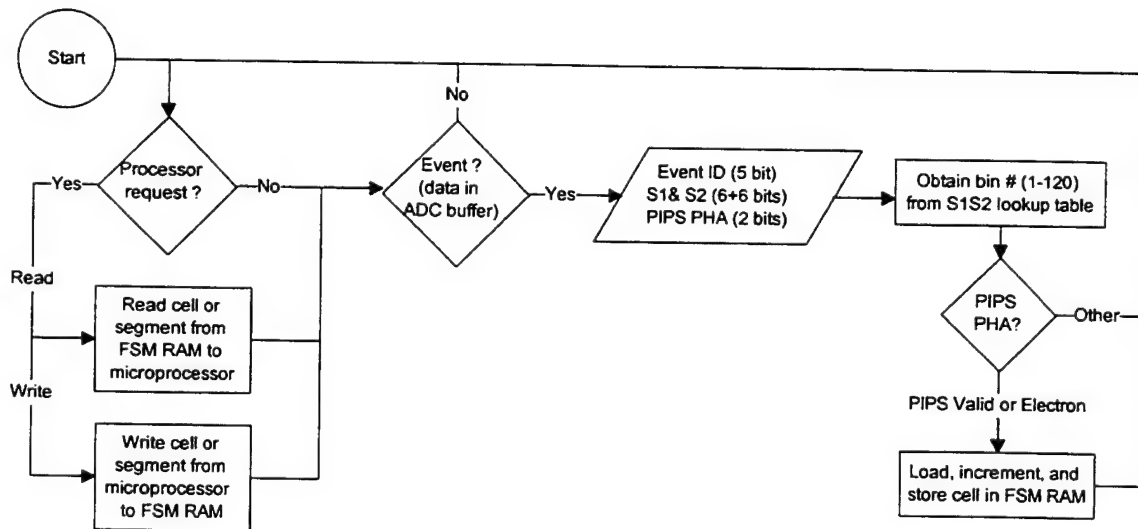 Start
No
Processor
request ?
Yes
No
Event ?
(data in
ADC buffer)
Yes
Event ID (5 bit)
S1& S2 (6+6 bits)
PIPS PHA (2 bits)
Obtain bin # (1-120)
from S1S2 lookup table
Read
Read cell or
segment from
FSM RAM to
microprocessor
PIPS
PHA?
Other
Write
PIPS Valid or Electron
Write cell or
segment from
microprocessor
to FSM RAM
Load, increment, and
store cell in FSM RAM